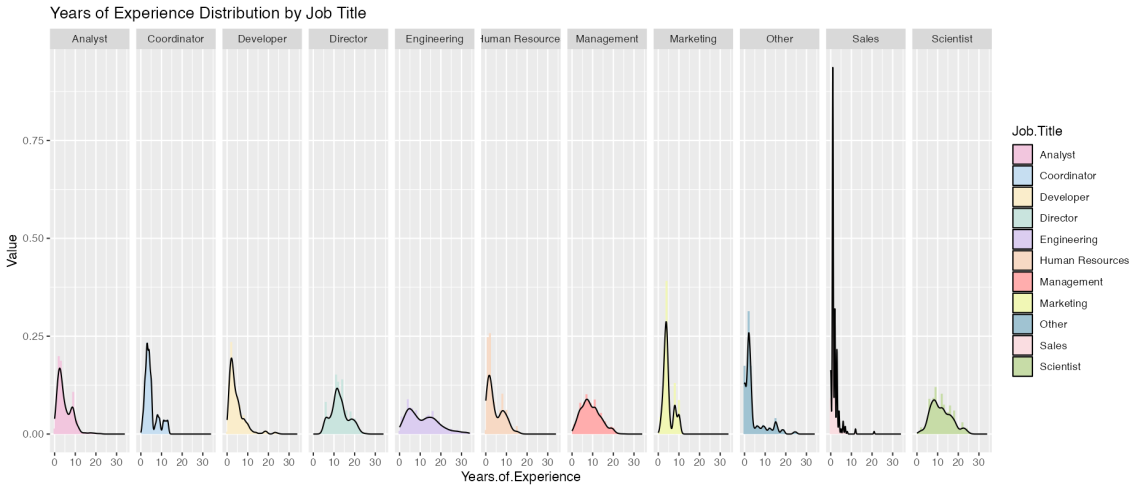 Years of Experience Distribution by Job Title
Analyst Coordinator Developer Director Engineering Human Resource Management Marketing Other Sales Scientist
Value
0.75
0.50
0.25
0.00
0 10 20 30 0 10 20 30 0 10 20 30 0 10 20 30 0 10 20 30 0 10 20 30 0 10 20 30 0 10 20 30 0 10 20 30 0 10 20 30 0 10 20 30
Years.of.Experience
Job.Title
Analyst
Coordinator
Developer
Director
Engineering
Human Resources
Management
Marketing
Other
Sales
Scientist